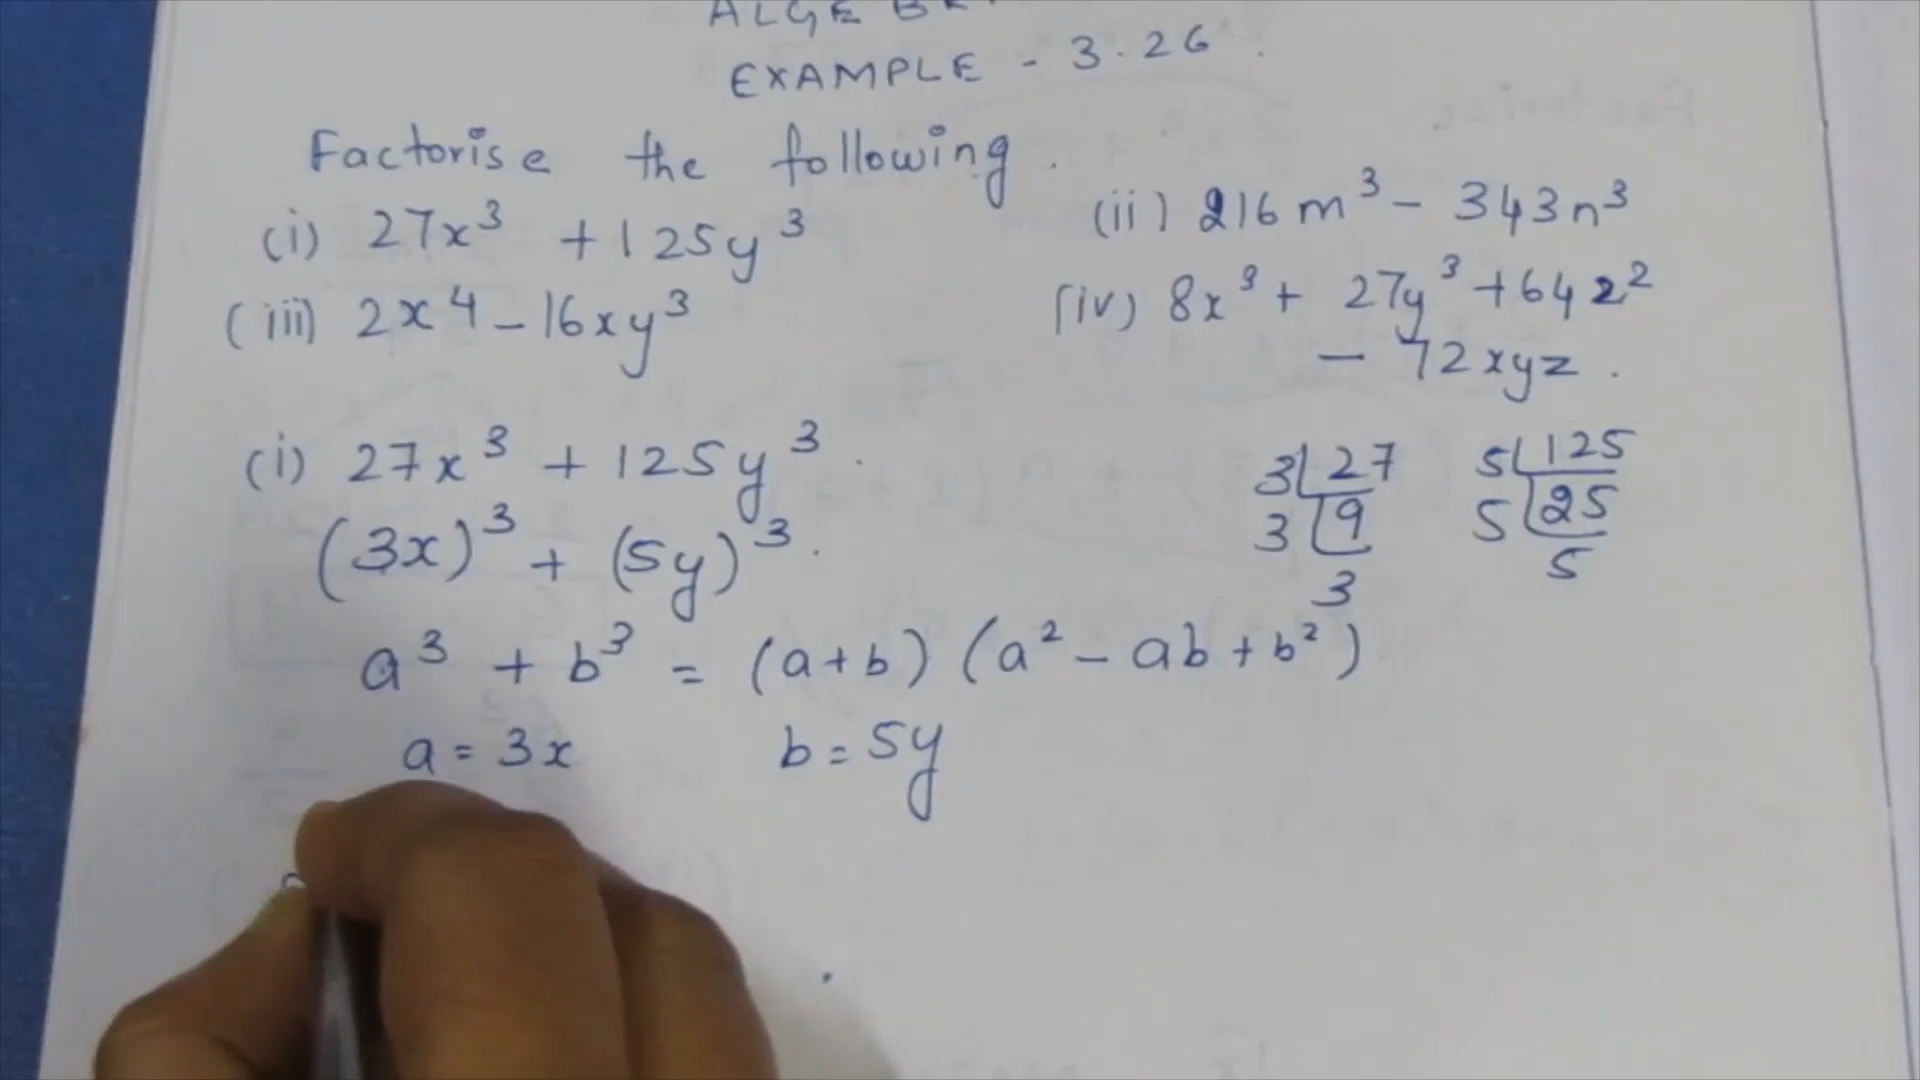 EXAMPLE - 3.26.
Factorise the following.
(i) 27x³ + 125y³ (ii) 216m³ - 343n³
(iii) 2x⁴ - 16xy³ (iv) 8x³ + 27y³ + 64z²
- 72xyz.
(i) 27x³ + 125y³.
(3x)³ + (5y)³.
3 27
3 9
3
5 125
5 25
5
a³ + b³ = (a+b) (a² - ab + b²)
a = 3x b = 5y